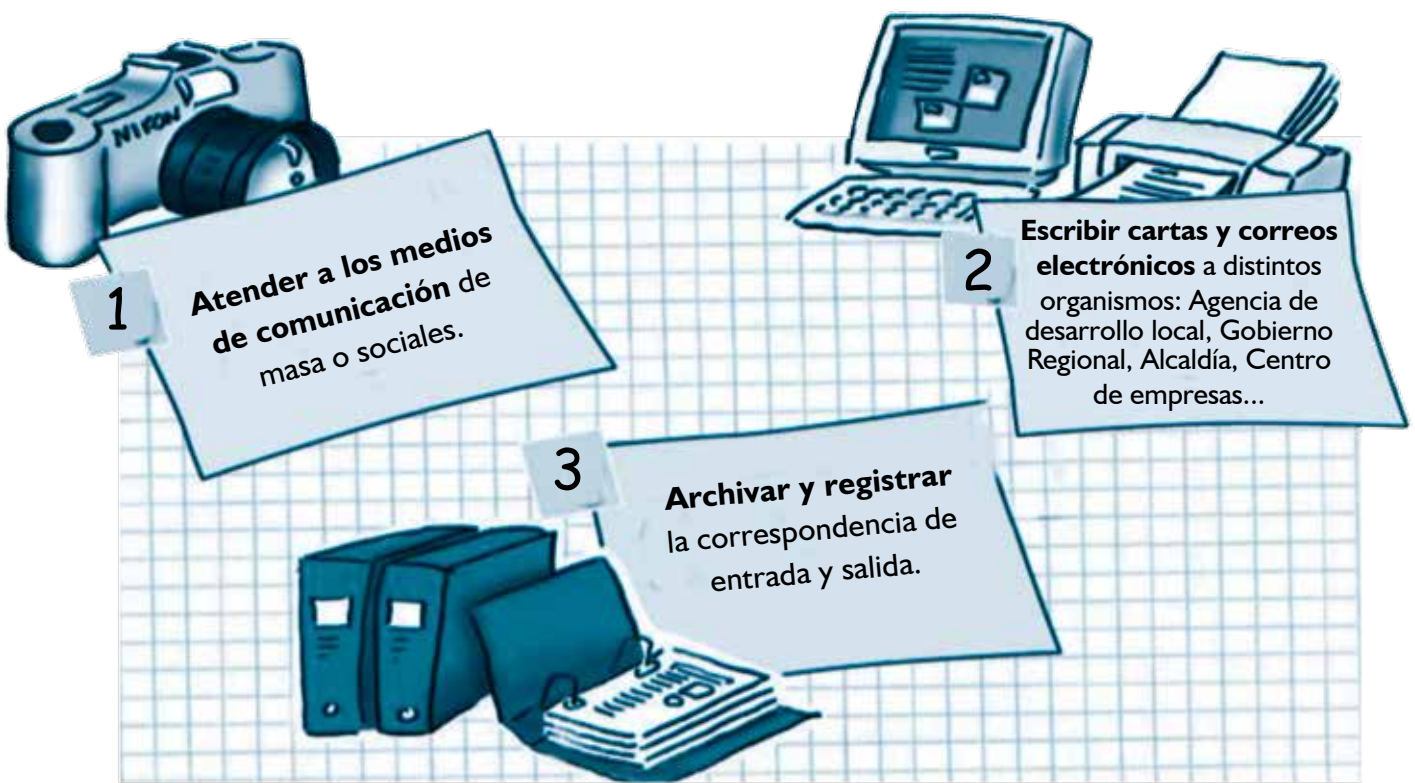 NIKON
1
Atender a los medios
de comunicación de
masa o sociales.
2
Escribir cartas y correos
electrónicos a distintos
organismos: Agencia de
desarrollo local, Gobierno
Regional, Alcaldía, Centro
de empresas...
3
Archivar y registrar
la correspondencia de
entrada y salida.